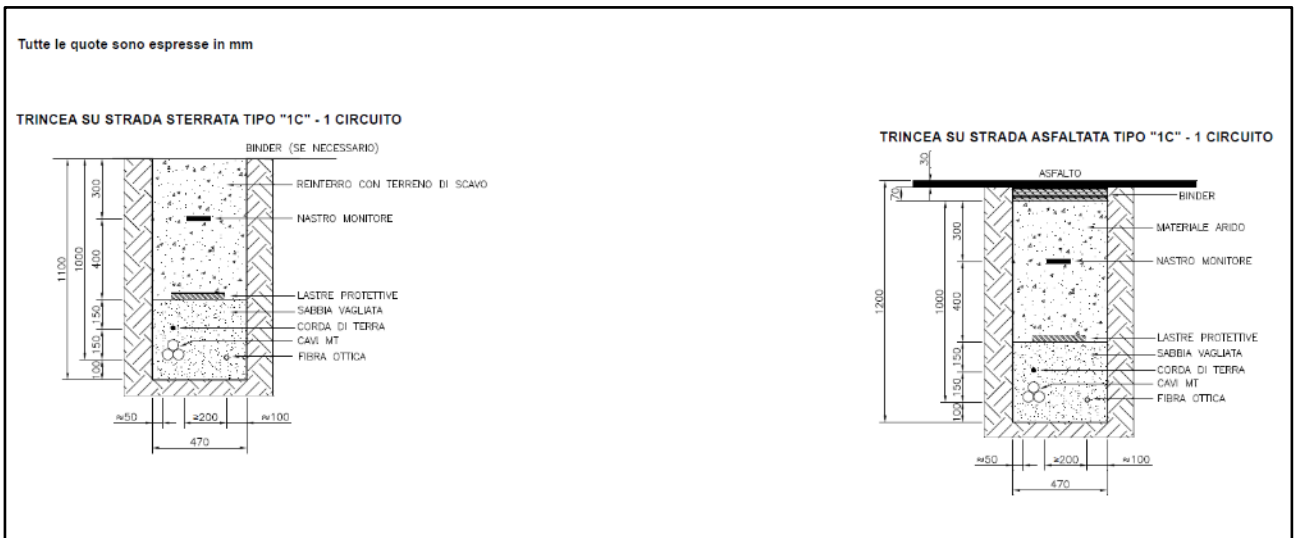 Tutte le quote sono espresse in mm
TRINCEA SU STRADA STERRATA TIPO "1C" - 1 CIRCUITO
BINDER (SE NECESSARIO)
REINTERRO CON TERRENO DI SCAVO
NASTRO MONITORE
LASTRE PROTETTIVE
SABBIA VAGLIATA
CORDA DI TERRA
CAVI MT
FIBRA OTTICA
1100
1000
300
400
150
150
100
≈50
≥200
≈100
470
TRINCEA SU STRADA ASFALTATA TIPO "1C" - 1 CIRCUITO
30
ASFALTO
70
BINDER
MATERIALE ARIDO
NASTRO MONITORE
LASTRE PROTETTIVE
SABBIA VAGLIATA
CORDA DI TERRA
CAVI MT
FIBRA OTTICA
1200
1000
300
400
150
150
100
≈50
≥200
≈100
470